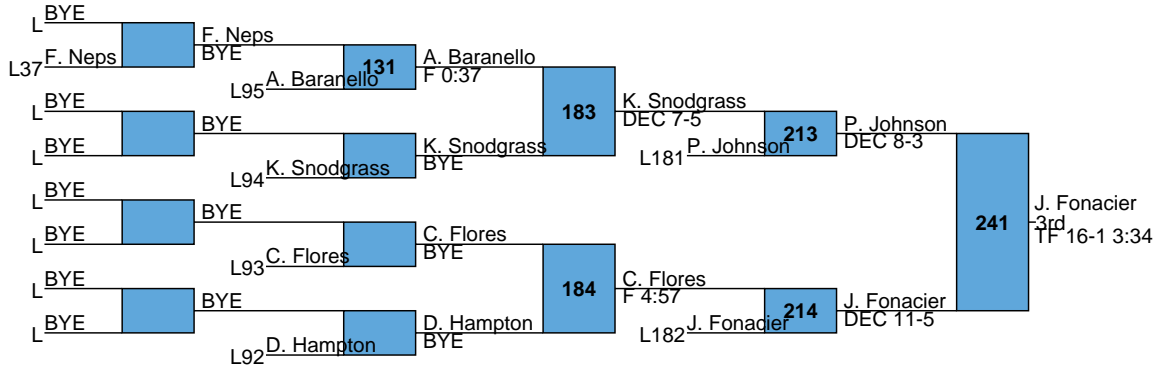 L BYE
L37 F. Neps
F. Neps
BYE
L95 A. Baranello
131
A. Baranello
F 0:37
L BYE
L BYE
BYE
L94 K. Snodgrass
K. Snodgrass
BYE
183
K. Snodgrass
DEC 7-5
L181 P. Johnson
213
P. Johnson
DEC 8-3
L BYE
L BYE
BYE
L93 C. Flores
C. Flores
BYE
L BYE
L BYE
BYE
L92 D. Hampton
D. Hampton
BYE
184
C. Flores
F 4:57
L182 J. Fonacier
214
J. Fonacier
DEC 11-5
241
J. Fonacier
3rd
TF 16-1 3:34